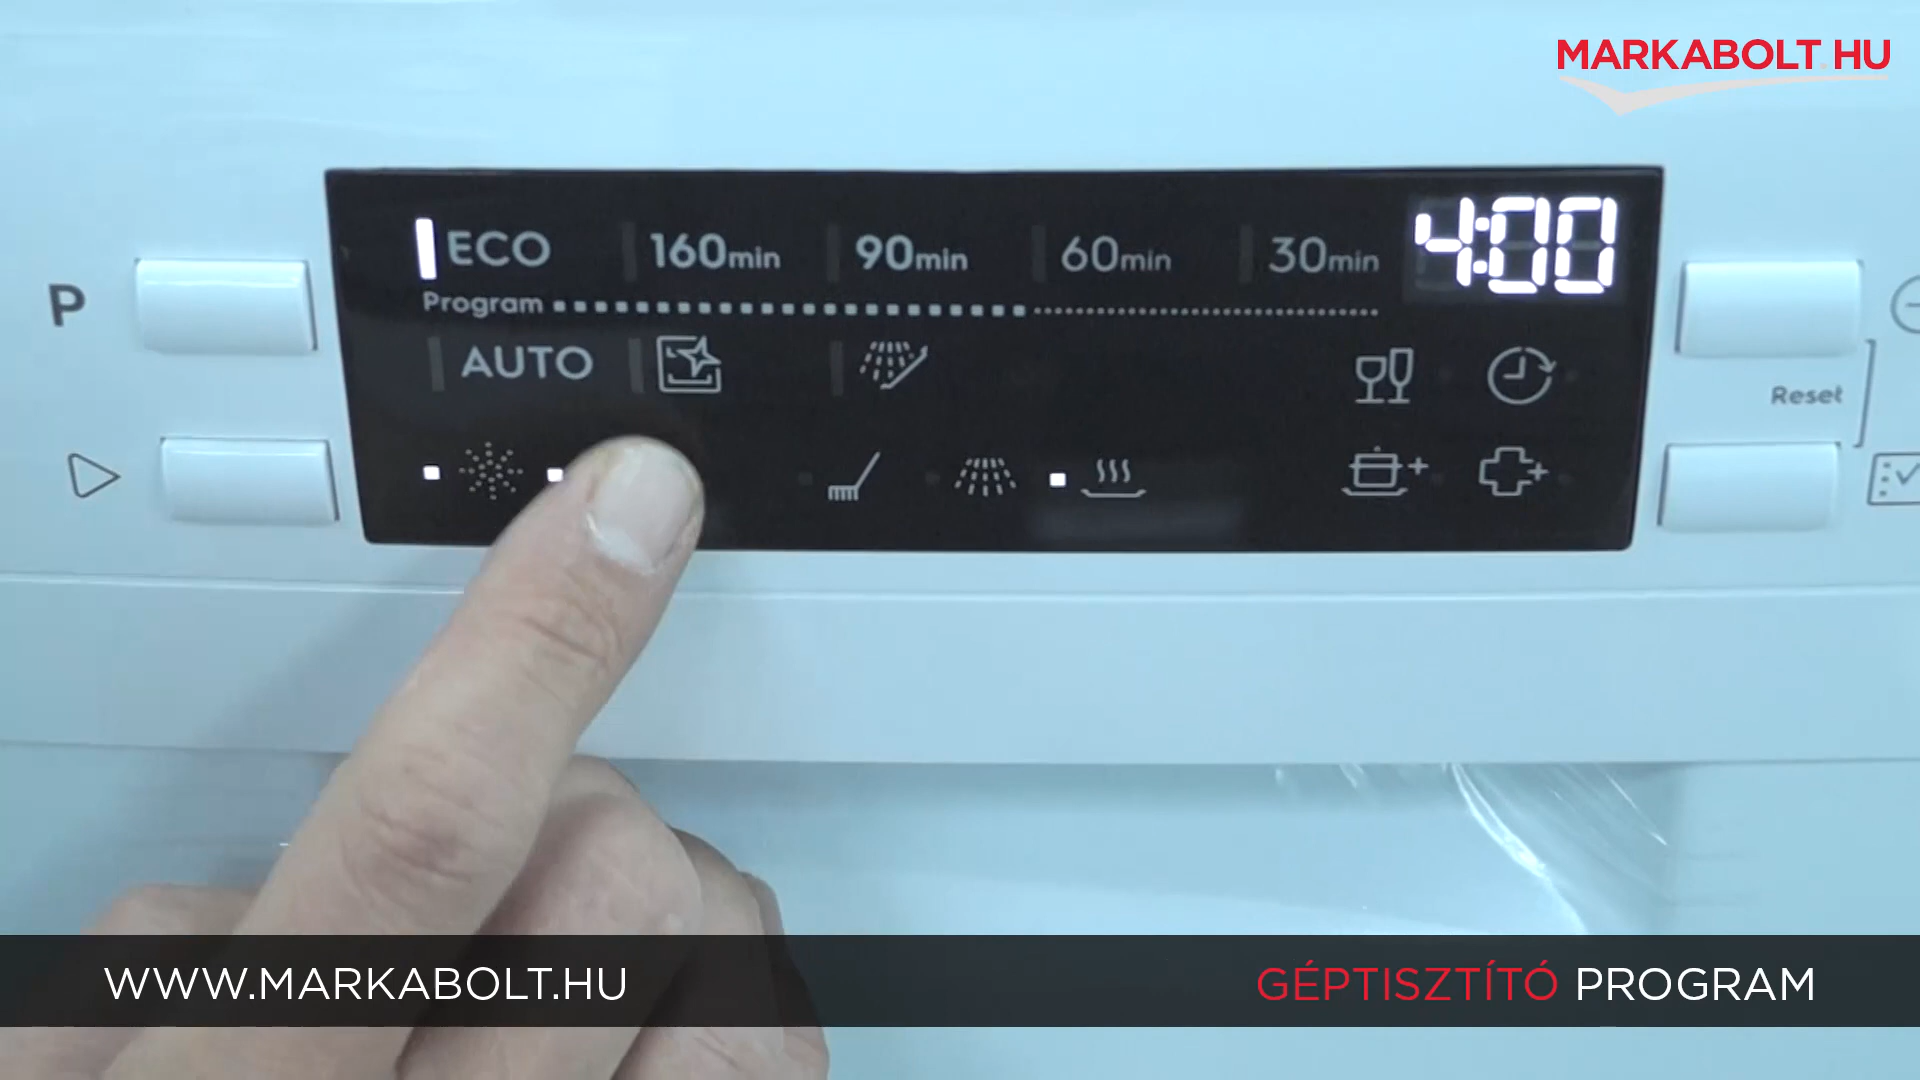 MARKABOLT.HU
ECO 160min 90min 60min 30min 4:00
Program
P
AUTO
Reset
WWW.MARKABOLT.HU
GÉPTISZTÍTÓ PROGRAM